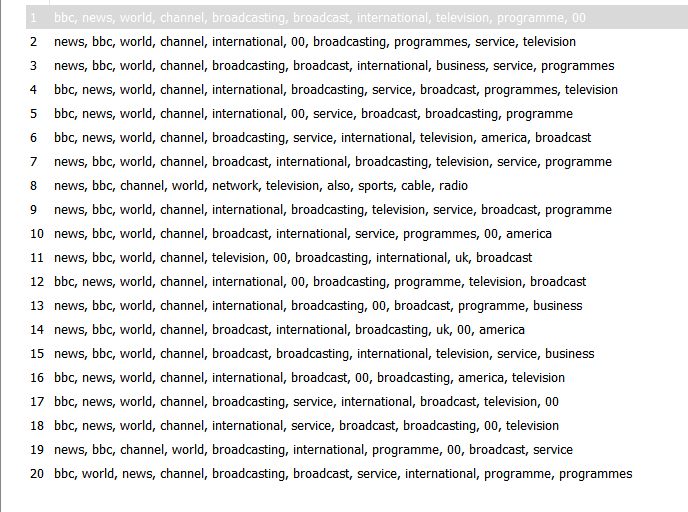 1 bbc, news, world, channel, broadcasting, broadcast, international, television, programme, 00
2 news, bbc, world, channel, international, 00, broadcasting, programmes, service, television
3 news, bbc, world, channel, broadcasting, broadcast, international, business, service, programmes
4 bbc, news, world, channel, international, broadcasting, service, broadcast, programmes, television
5 bbc, news, world, channel, international, 00, service, broadcast, broadcasting, programme
6 bbc, news, world, channel, broadcasting, service, international, television, america, broadcast
7 news, bbc, world, channel, broadcast, international, broadcasting, television, service, programme
8 news, bbc, channel, world, network, television, also, sports, cable, radio
9 news, bbc, world, channel, international, broadcasting, television, service, broadcast, programme
10 news, bbc, world, channel, broadcast, international, service, programmes, 00, america
11 news, bbc, world, channel, television, 00, broadcasting, international, uk, broadcast
12 bbc, news, world, channel, international, 00, broadcasting, programme, television, broadcast
13 news, bbc, world, channel, international, broadcasting, 00, broadcast, programme, business
14 news, bbc, world, channel, broadcast, international, broadcasting, uk, 00, america
15 news, bbc, world, channel, broadcast, broadcasting, international, television, service, business
16 bbc, news, world, channel, international, broadcast, 00, broadcasting, america, television
17 bbc, news, world, channel, broadcasting, service, international, broadcast, television, 00
18 bbc, news, world, channel, international, service, broadcast, broadcasting, 00, television
19 news, bbc, channel, world, broadcasting, international, programme, 00, broadcast, service
20 bbc, world, news, channel, broadcasting, broadcast, service, international, programme, programmes